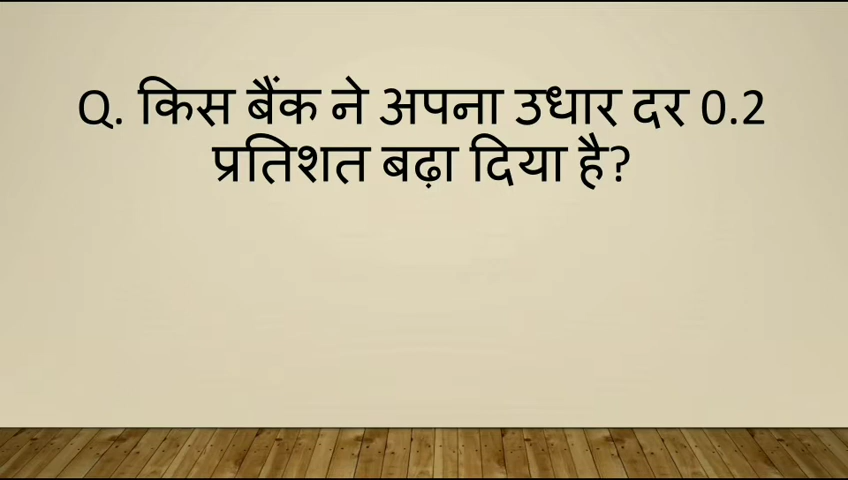 Q. किस बैंक ने अपना उधार दर 0.2
प्रतिशत बढ़ा दिया है?